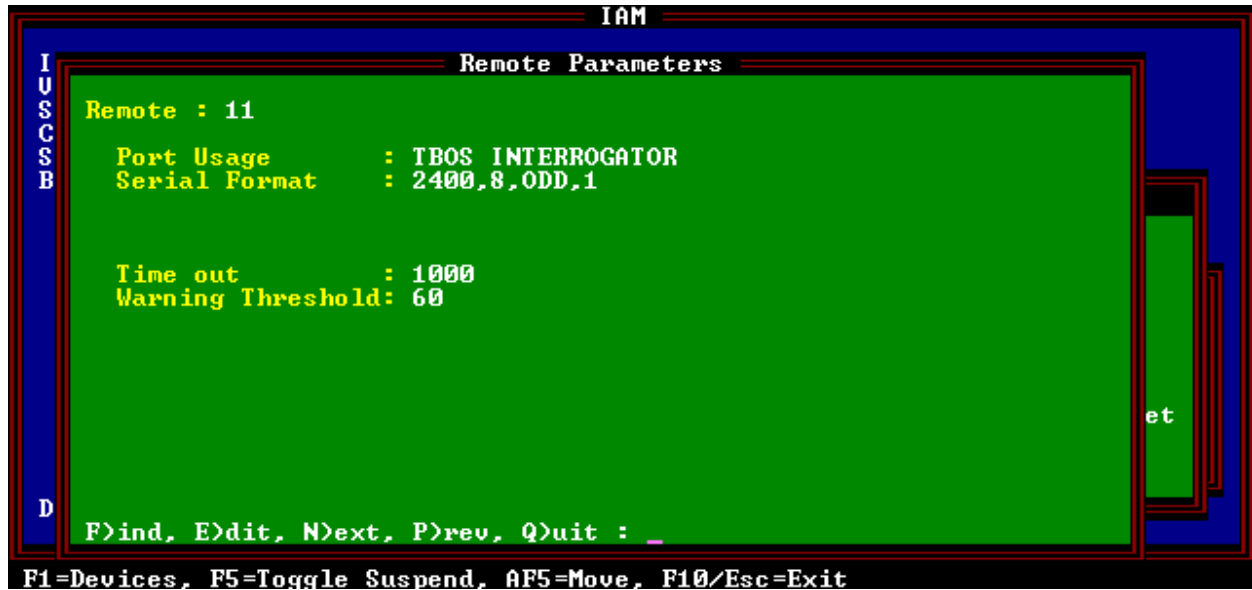 IAM
I
V
S
C
S
B
D
Remote Parameters
Remote : 11
Port Usage : TBOS INTERROGATOR
Serial Format : 2400,8,ODD,1
Time out : 1000
Warning Threshold: 60
et
F)ind, E)dit, N)ext, P)rev, Q)uit : _
F1=Devices, F5=Toggle Suspend, AF5=Move, F10/Esc=Exit